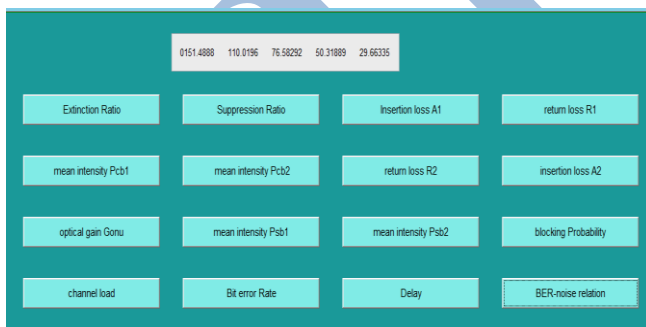 0151.4888 110.0196 76.58292 50.31889 29.66335
Extinction Ratio Suppression Ratio Insertion loss A1 return loss R1
mean intensity Pcb1 mean intensity Pcb2 return loss R2 insertion loss A2
optical gain Gonu mean intensity Psb1 mean intensity Psb2 blocking Probability
channel load Bit error Rate Delay BER-noise relation